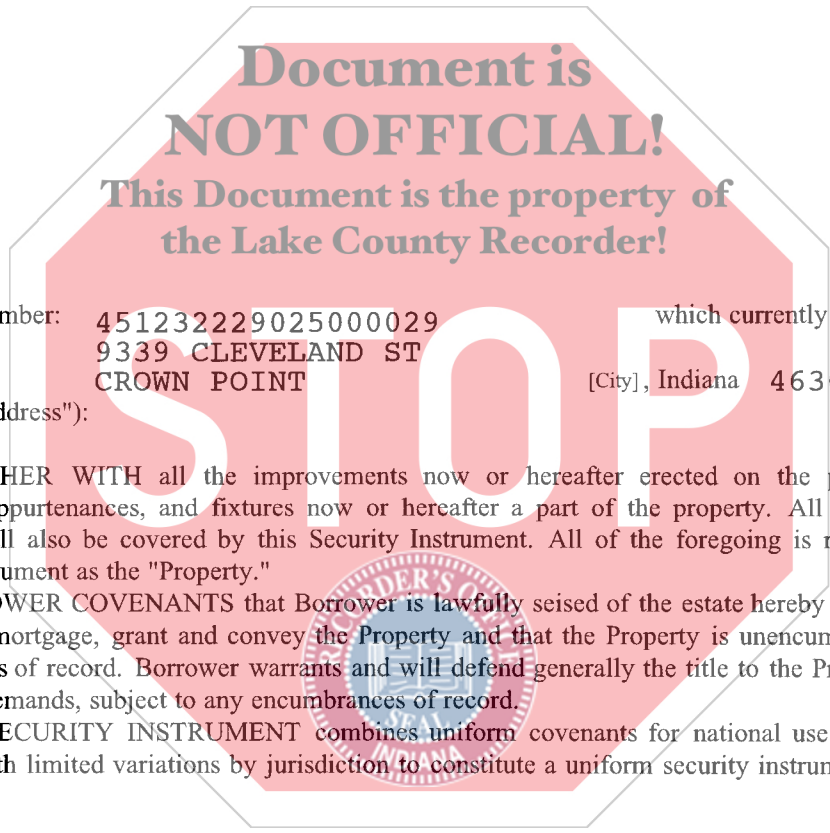 Document is
NOT OFFICIAL!
This Document is the property of
the Lake County Recorder!
mber: 451232229025000029 which currently
9339 CLEVELAND ST
CROWN POINT [City], Indiana 463
ddress"):
STOP
HER WITH all the improvements now or hereafter erected on the p
ppurtenances, and fixtures now or hereafter a part of the property. All
ll also be covered by this Security Instrument. All of the foregoing is r
ument as the "Property."
OWER COVENANTS that Borrower is lawfully seised of the estate hereby
mortgage, grant and convey the Property and that the Property is unencum
s of record. Borrower warrants and will defend generally the title to the Pr
emands, subject to any encumbrances of record.
ECURITY INSTRUMENT combines uniform covenants for national use
th limited variations by jurisdiction to constitute a uniform security instrum
RECORDER'S OFFICE
SEAL
INDIANA